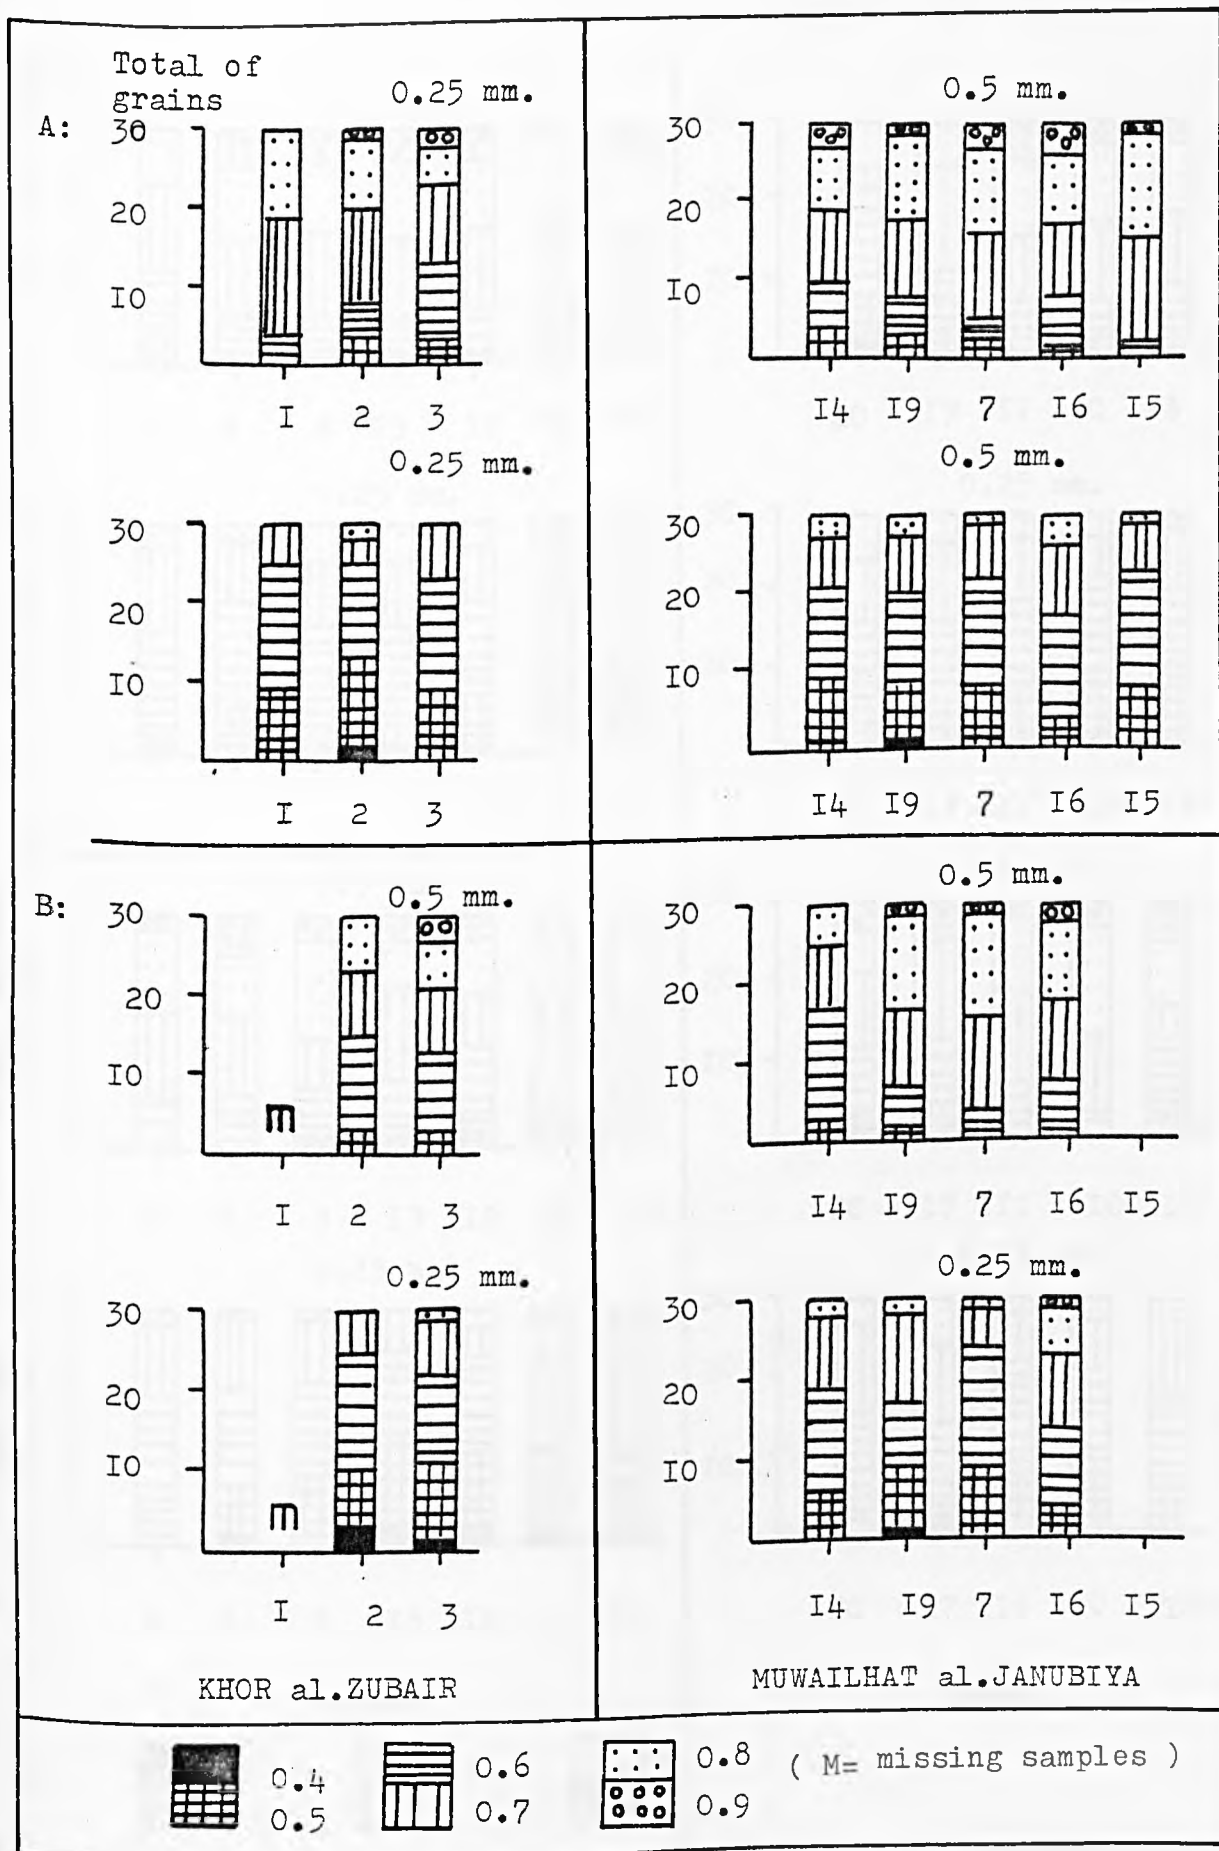 Total of
grains
0.25 mm.
A:
30
20
I0
I 2 3
0.5 mm.
30
20
I0
I4 I9 7 I6 I5
0.25 mm.
30
20
I0
I 2 3
0.5 mm.
30
20
I0
I4 I9 7 I6 I5
B:
0.5 mm.
30
20
I0
m
I 2 3
0.5 mm.
30
20
I0
I4 I9 7 I6 I5
0.25 mm.
30
20
I0
m
I 2 3
0.25 mm.
30
20
I0
I4 I9 7 I6 I5
KHOR al.ZUBAIR
MUWAILHAT al.JANUBIYA
0.4
0.5
0.6
0.7
0.8
0.9
( M= missing samples )